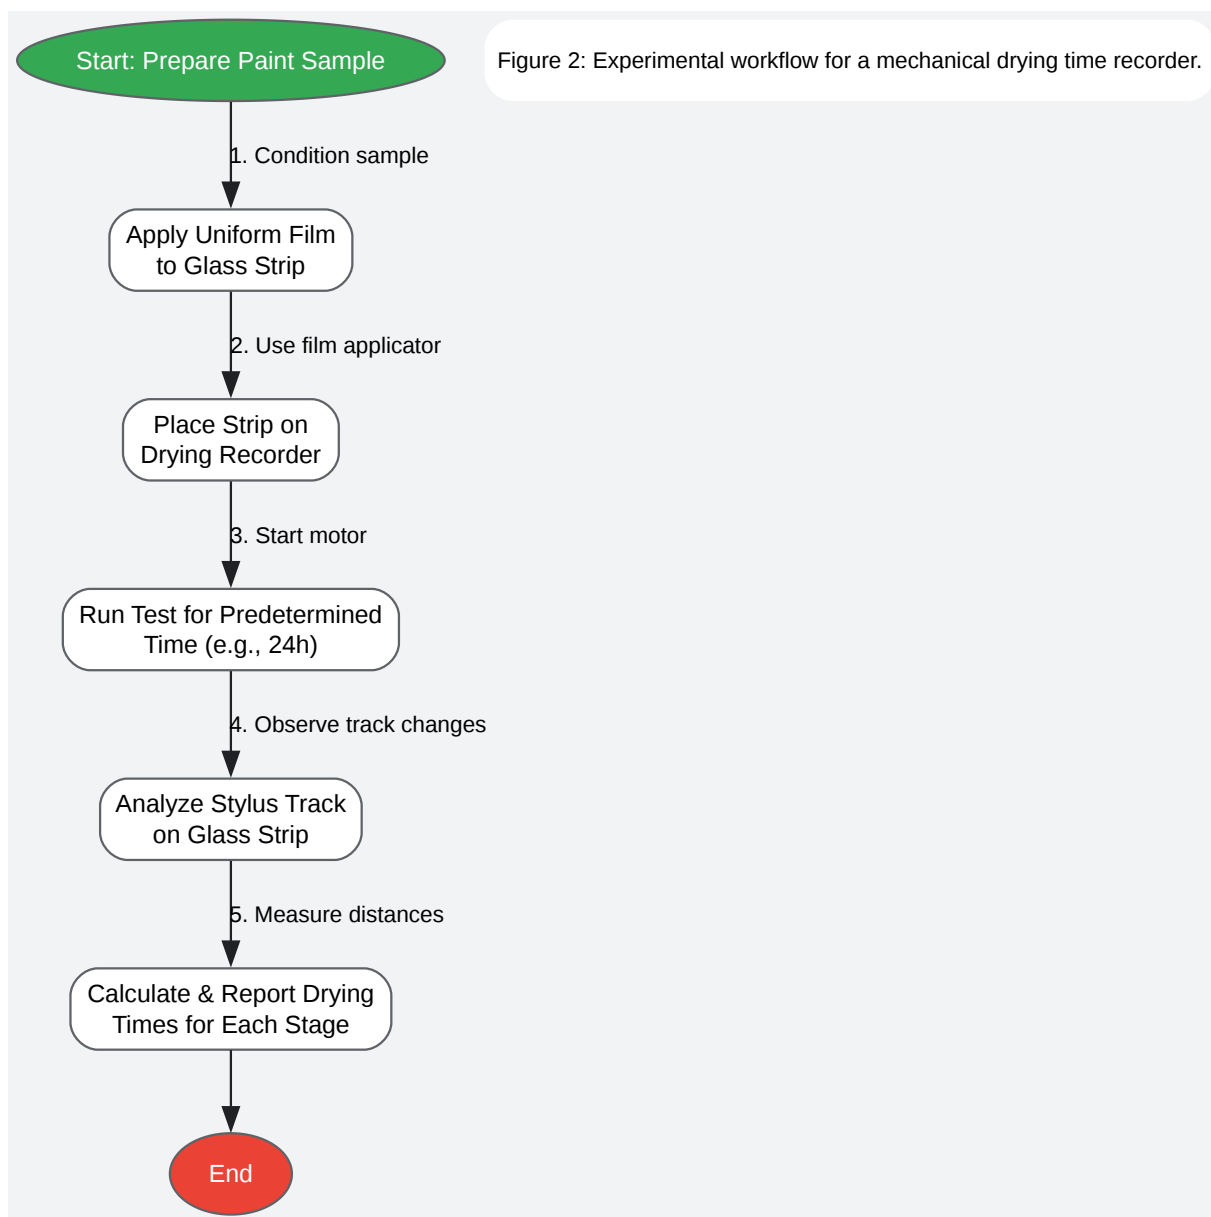 Start: Prepare Paint Sample
Figure 2: Experimental workflow for a mechanical drying time recorder.
1. Condition sample
Apply Uniform Film
to Glass Strip
2. Use film applicator
Place Strip on
Drying Recorder
3. Start motor
Run Test for Predetermined
Time (e.g., 24h)
4. Observe track changes
Analyze Stylus Track
on Glass Strip
5. Measure distances
Calculate & Report Drying
Times for Each Stage
End